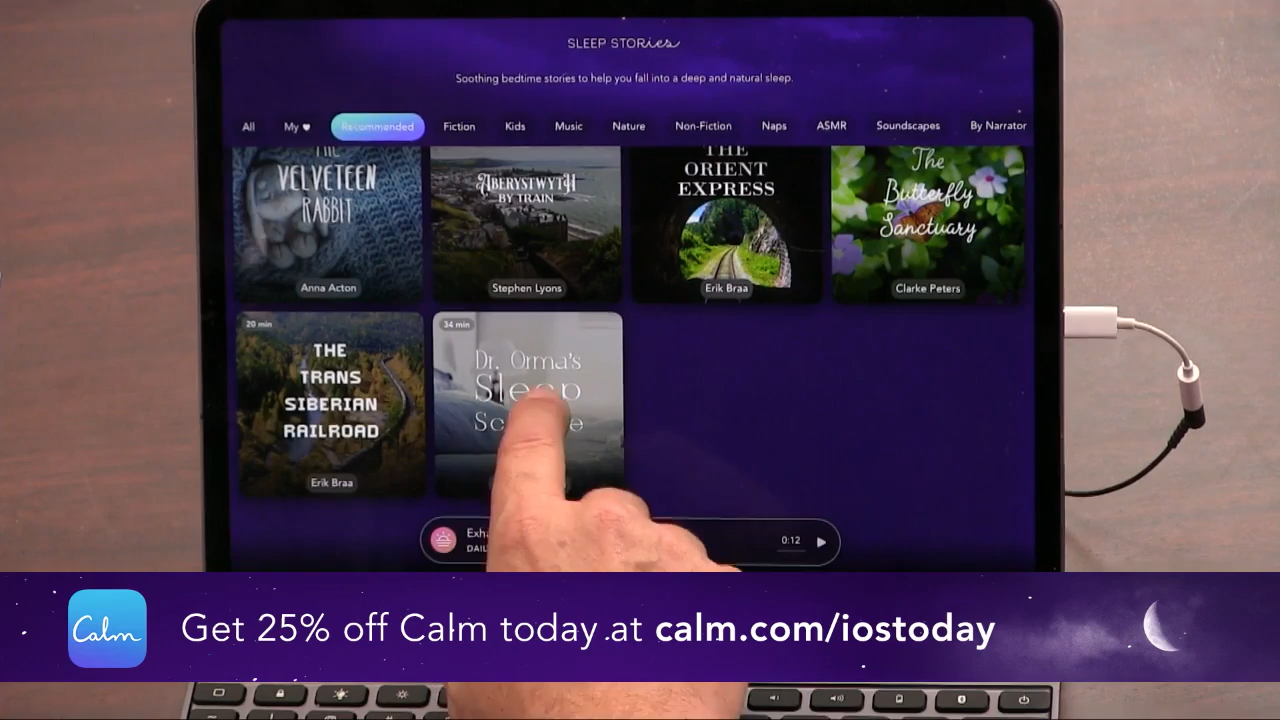 SLEEP STORies
Soothing bedtime stories to help you fall into a deep and natural sleep.
All My ♥ Recommended Fiction Kids Music Nature Non-Fiction Naps ASMR Soundscapes By Narrator
THE
VELVETEEN
RABBIT
Anna Acton
ABERYSTWYTH
BY TRAIN
Stephen Lyons
THE
ORIENT
EXPRESS
Erik Braa
The
Butterfly
Sanctuary
Clarke Peters
20 min
THE
TRANS
SIBERIAN
RAILROAD
Erik Braa
34 min
Dr. Orma's
Sleep
0:12
Calm
Get 25% off Calm today at calm.com/iostoday